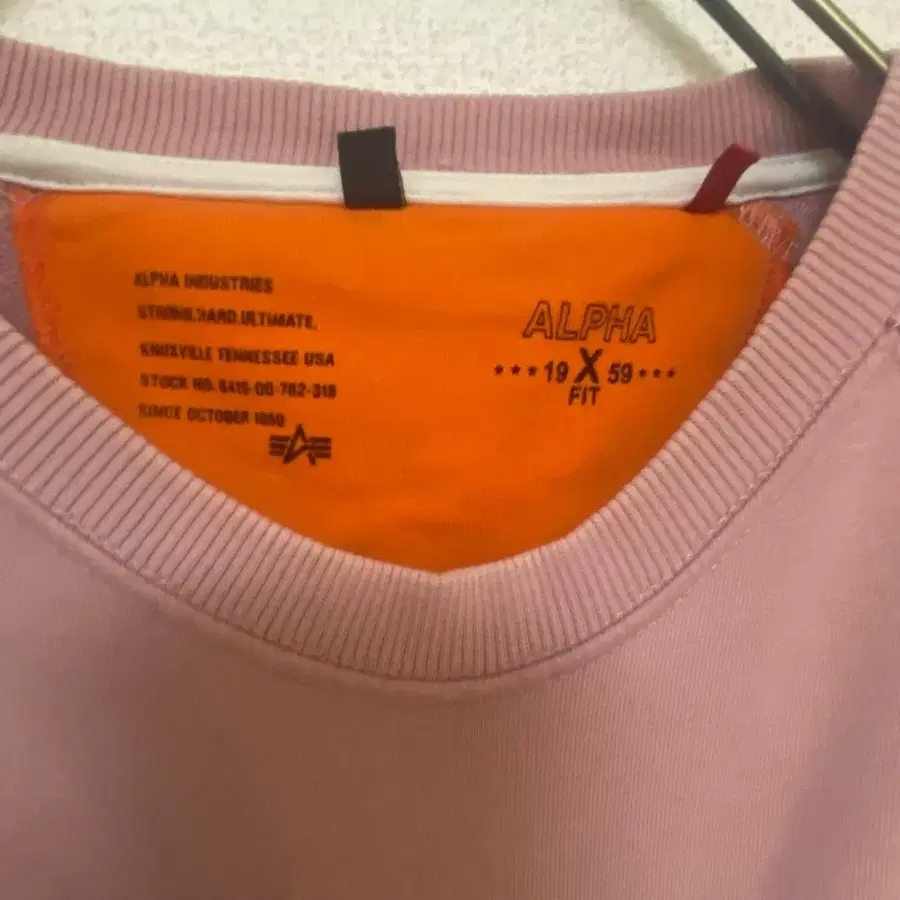 ALPHA INDUSTRIES
STRONG.HARD.ULTIMATE.
KNOXVILLE TENNESSEE USA
STOCK NO. 8415-00-782-318
SINCE OCTOBER
ALPHA
***19 X 59***
FIT